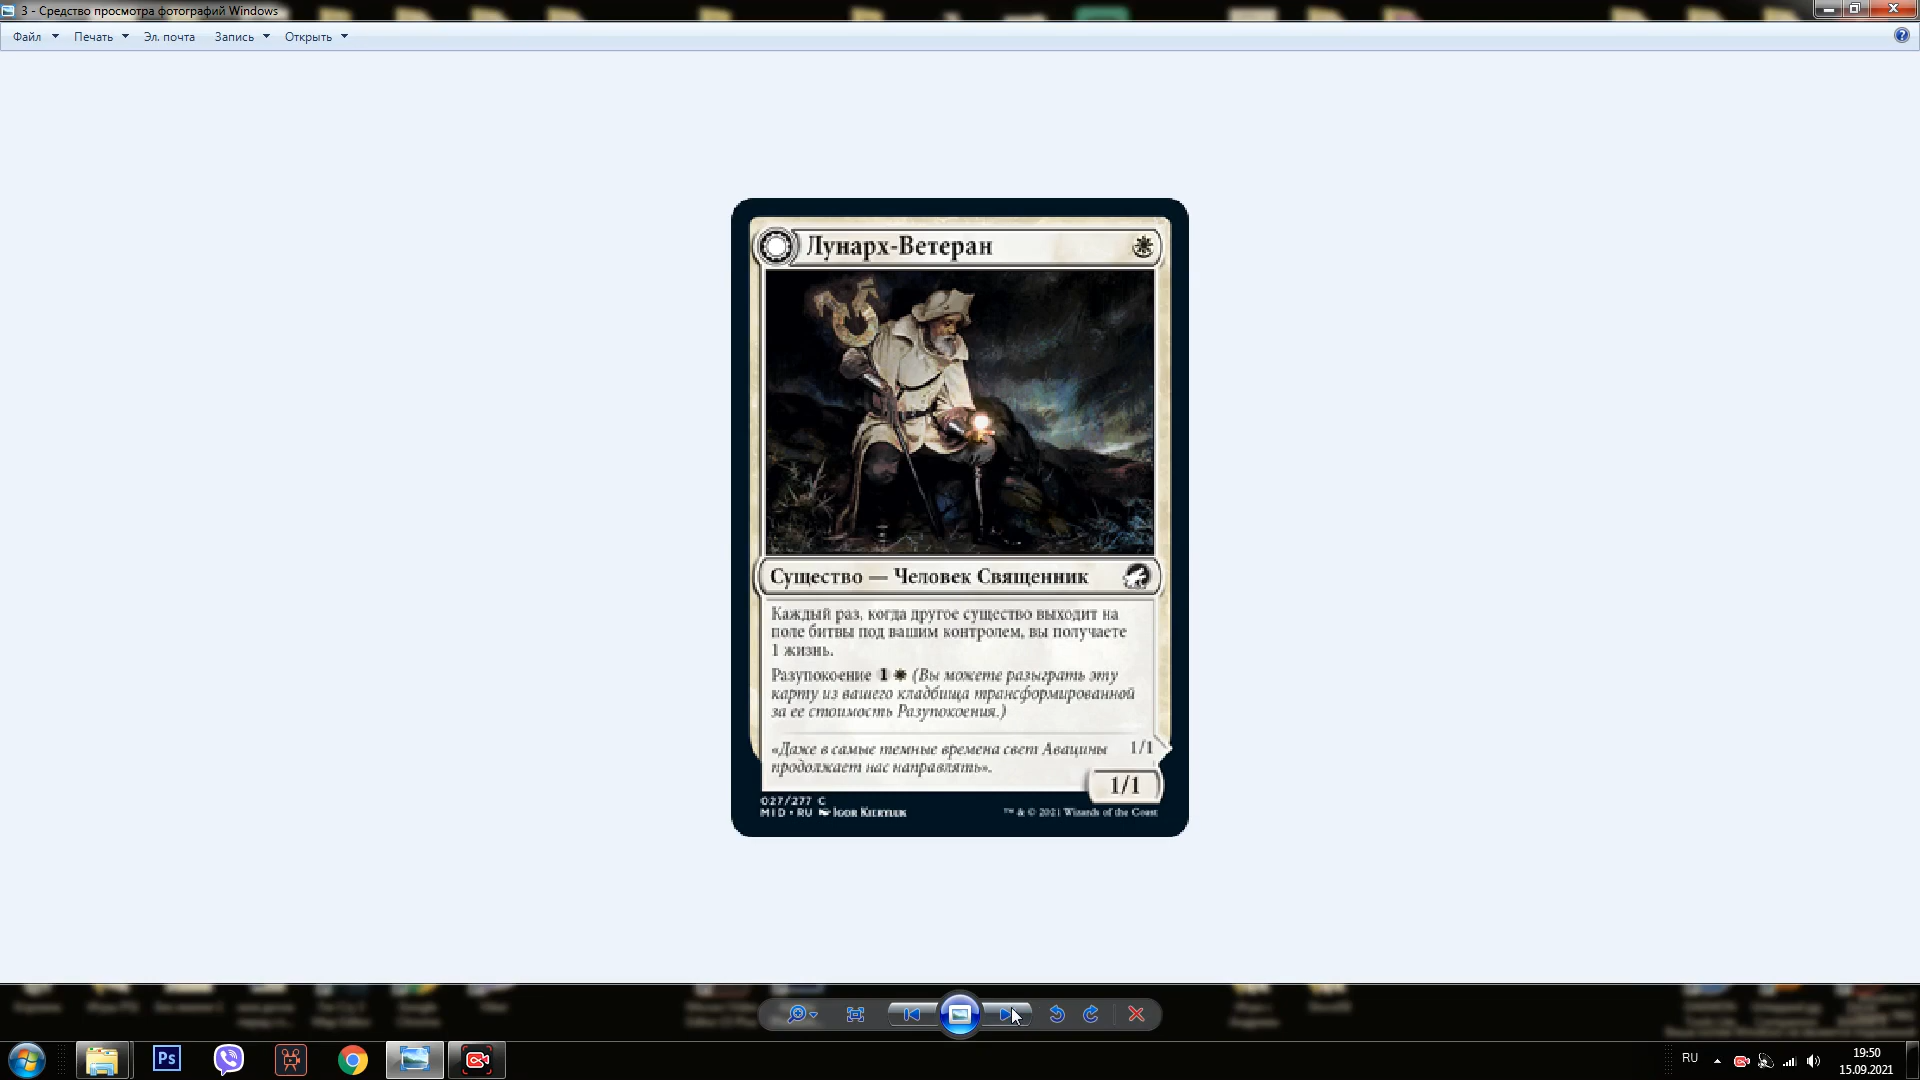 3 - Средство просмотра фотографий Windows
Файл Печать Эл. почта Запись Открыть
Лунарх-Ветеран
Существо — Человек Священник
Каждый раз, когда другое существо выходит на
поле битвы под вашим контролем, вы получаете
1 жизнь.
Разупокоение 1 (Вы можете разыграть эту
карту из вашего кладбища трансформированной
за ее стоимость Разупокоения.)
«Даже в самые темные времена свет Авацины
продолжает нас направлять».
1/1
1/1
027/277 C
MID • RU Igor Kieryluk
™ & © 2021 Wizards of the Coast
Ps
RU
19:50
15.09.2021